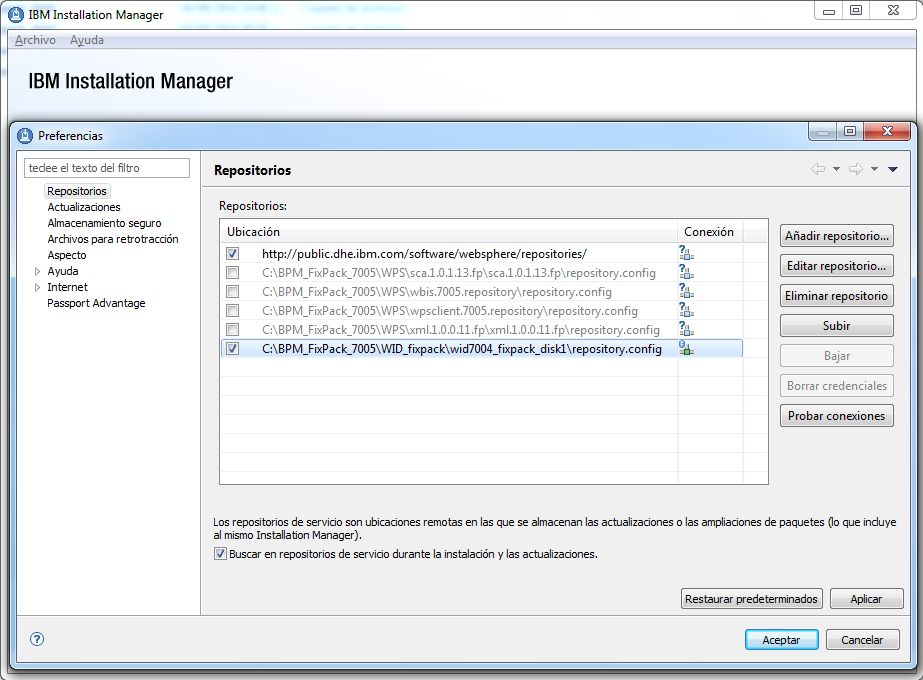 IBM Installation Manager
Archivo Ayuda
IBM Installation Manager
Preferencias
teclee el texto del filtro
Repositorios
Actualizaciones
Almacenamiento seguro
Archivos para retrotracción
Aspecto
Ayuda
Internet
Passport Advantage
Repositorios
Repositorios:
Ubicación Conexión
http://public.dhe.ibm.com/software/websphere/repositories/
C:\BPM_FixPack_7005\WPS\sca.1.0.1.13.fp\sca.1.0.1.13.fp\repository.config
C:\BPM_FixPack_7005\WPS\wbis.7005.repository\repository.config
C:\BPM_FixPack_7005\WPS\wpsclient.7005.repository\repository.config
C:\BPM_FixPack_7005\WPS\xml.1.0.0.11.fp\xml.1.0.0.11.fp\repository.config
C:\BPM_FixPack_7005\WID_fixpack\wid7004_fixpack_disk1\repository.config
Añadir repositorio...
Editar repositorio...
Eliminar repositorio
Subir
Bajar
Borrar credenciales
Probar conexiones
Los repositorios de servicio son ubicaciones remotas en las que se almacenan las actualizaciones o las ampliaciones de paquetes (lo que incluye
al mismo Installation Manager).
Buscar en repositorios de servicio durante la instalación y las actualizaciones.
Restaurar predeterminados Aplicar
Aceptar Cancelar